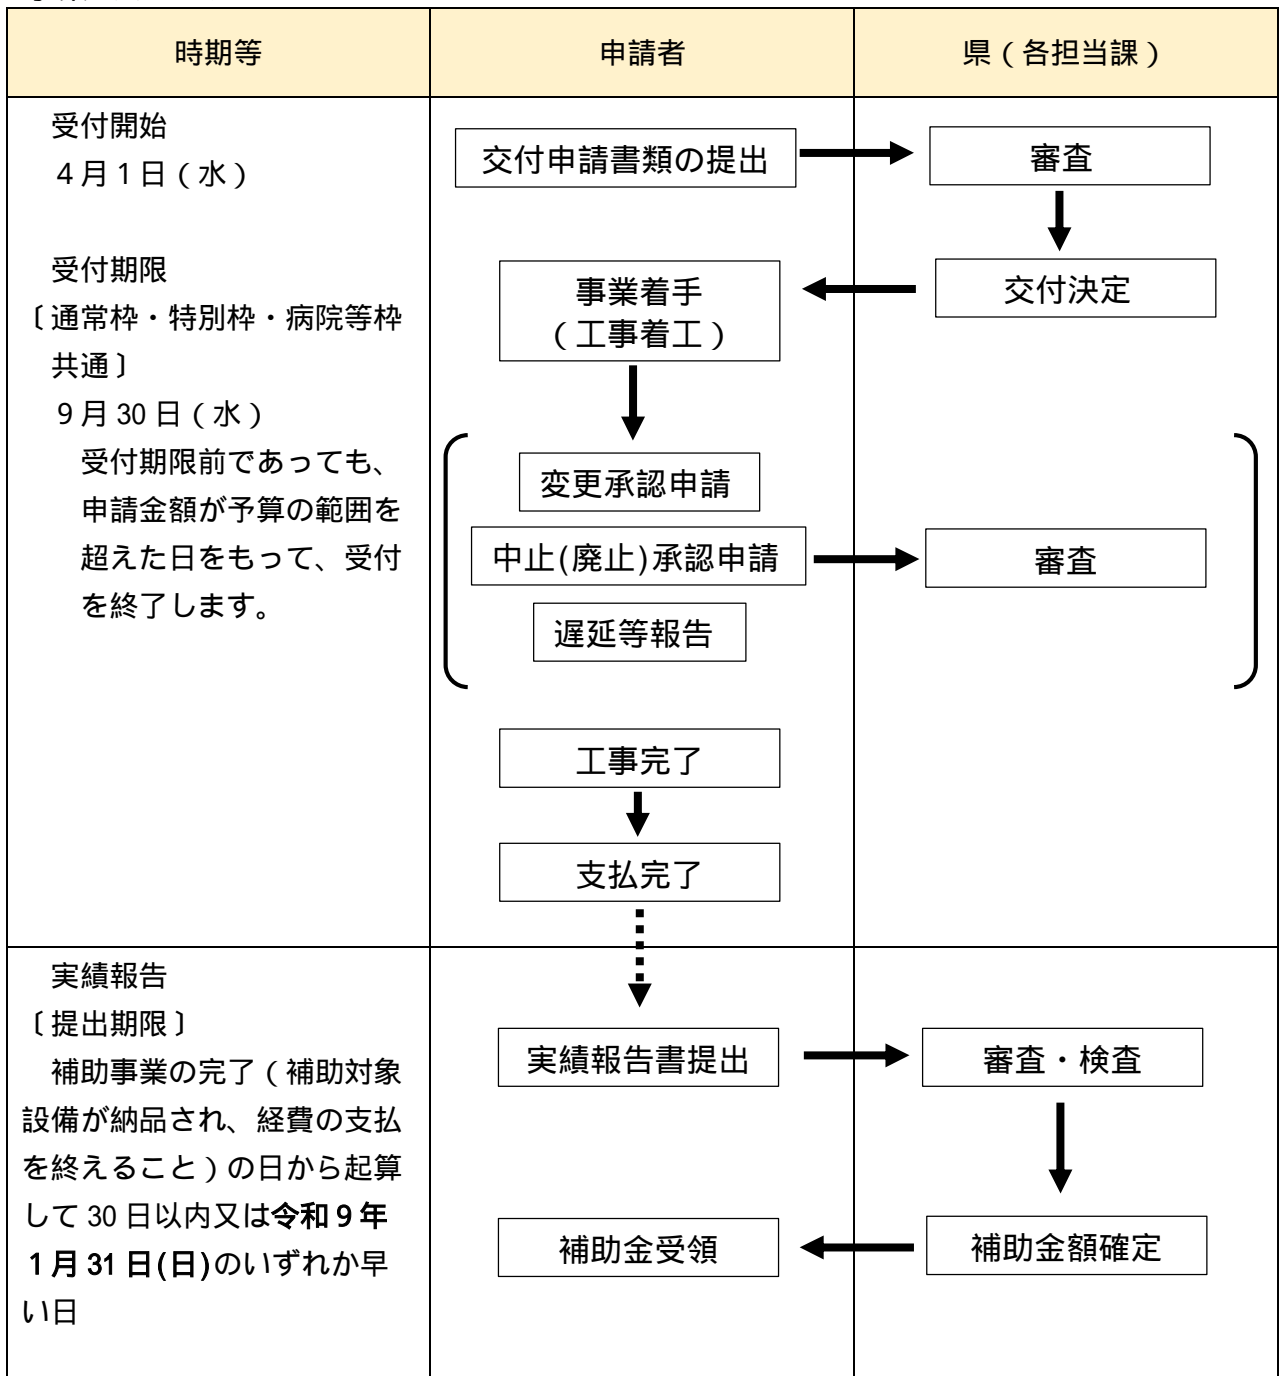 時期等
申請者
県（各担当課）
受付開始
4月1日（水）
受付期限
〔通常枠・特別枠・病院等枠
共通〕
9月30日（水）
受付期限前であっても、
申請金額が予算の範囲を
超えた日をもって、受付
を終了します。
交付申請書類の提出
審査
交付決定
事業着手
（工事着工）
変更承認申請
中止(廃止)承認申請
審査
遅延等報告
工事完了
支払完了
実績報告
〔提出期限〕
補助事業の完了（補助対象
設備が納品され、経費の支払
を終えること）の日から起算
して30日以内又は令和9年
1月31日(日)のいずれか早
い日
実績報告書提出
審査・検査
補助金額確定
補助金受領